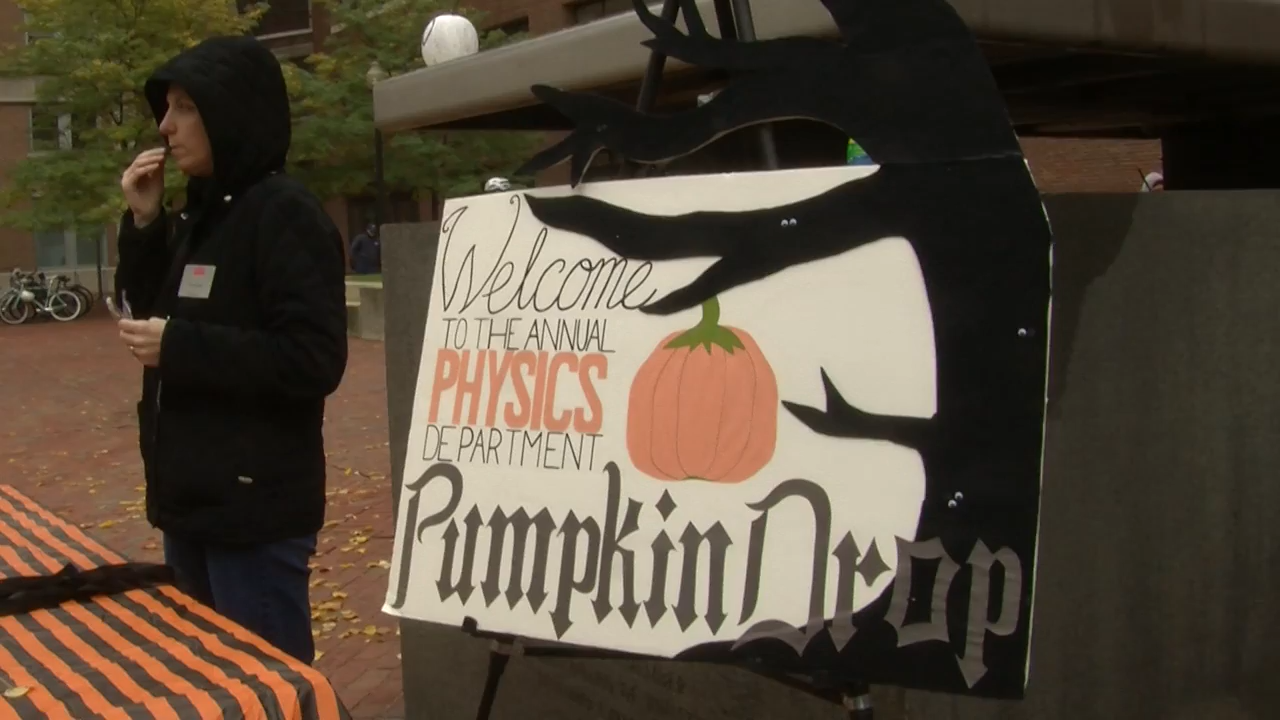 Welcome
TO THE ANNUAL
PHYSICS
DEPARTMENT
Pumpkin Drop